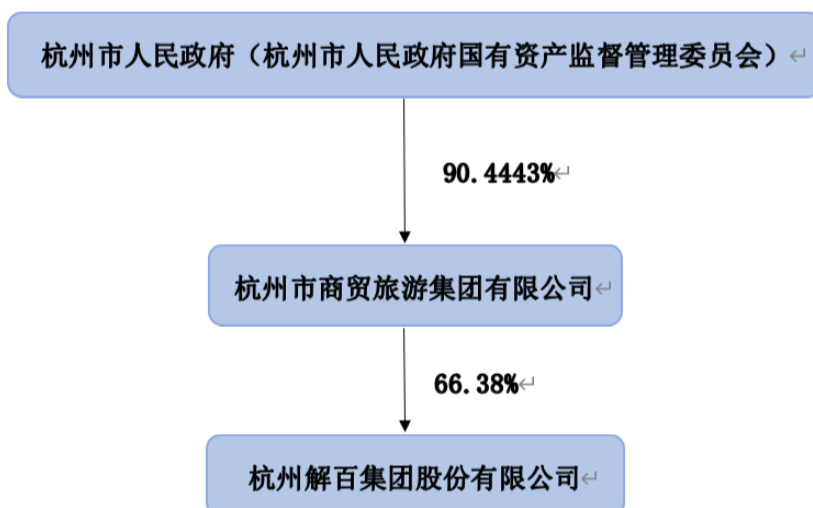 杭州市人民政府（杭州市人民政府国有资产监督管理委员会）
90.4443%
杭州市商贸旅游集团有限公司
66.38%
杭州解百集团股份有限公司